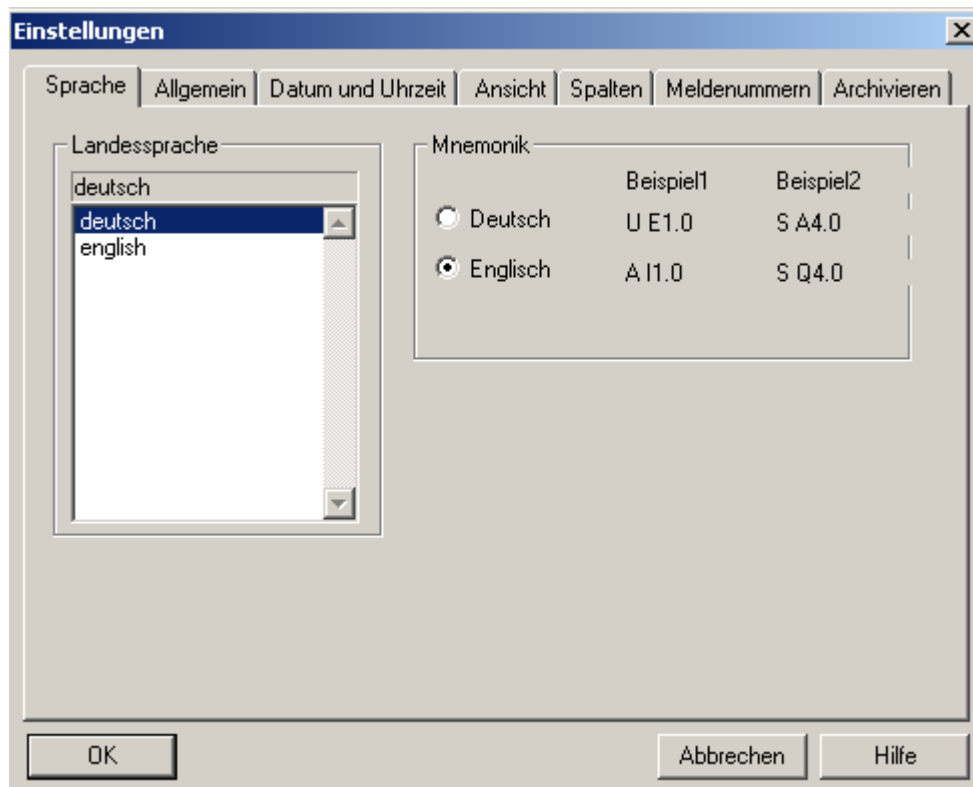 Einstellungen
Sprache Allgemein Datum und Uhrzeit Ansicht Spalten Meldenummern Archivieren
Landessprache
deutsch
deutsch
english
Mnemonik
Beispiel1 Beispiel2
Deutsch U E1.0 S A4.0
Englisch A I1.0 S Q4.0
OK Abbrechen Hilfe